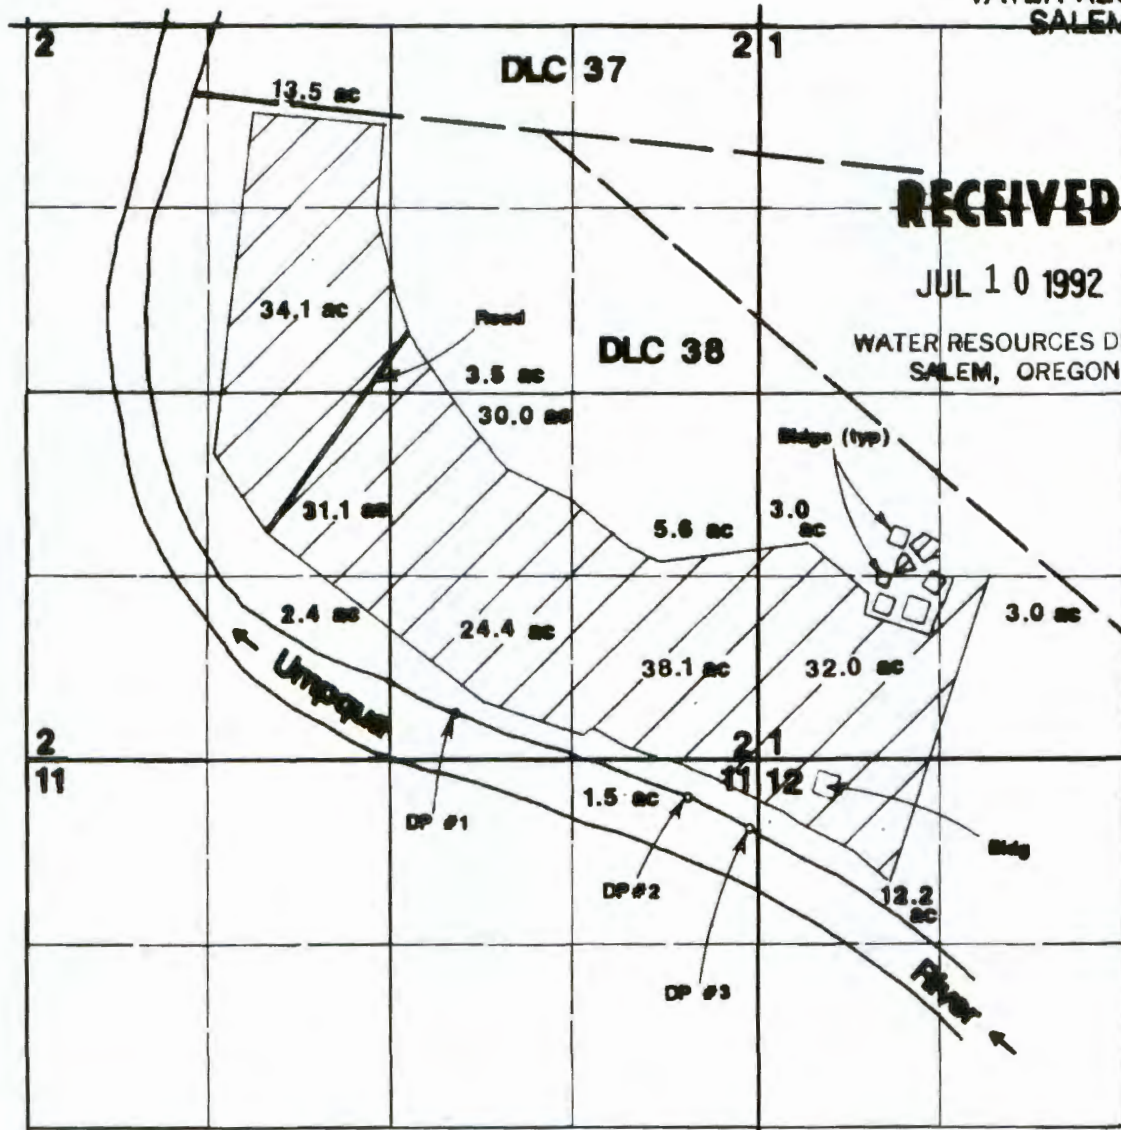 SALEM
2
2 1
DLC 37
13.5 ac
RECEIVED
JUL 10 1992
34.1 ac
Road
DLC 38
WATER RESOURCES D
SALEM, OREGON
3.5 ac
30.0 ac
Bldgs (typ)
31.1 ac
5.6 ac
3.0
ac
2.4 ac
24.4 ac
3.0 ac
38.1 ac
32.0 ac
Umpqua
2
11
2 1
11 12
1.5 ac
DP #1
Bldg
DP #2
12.2
ac
DP #3
River